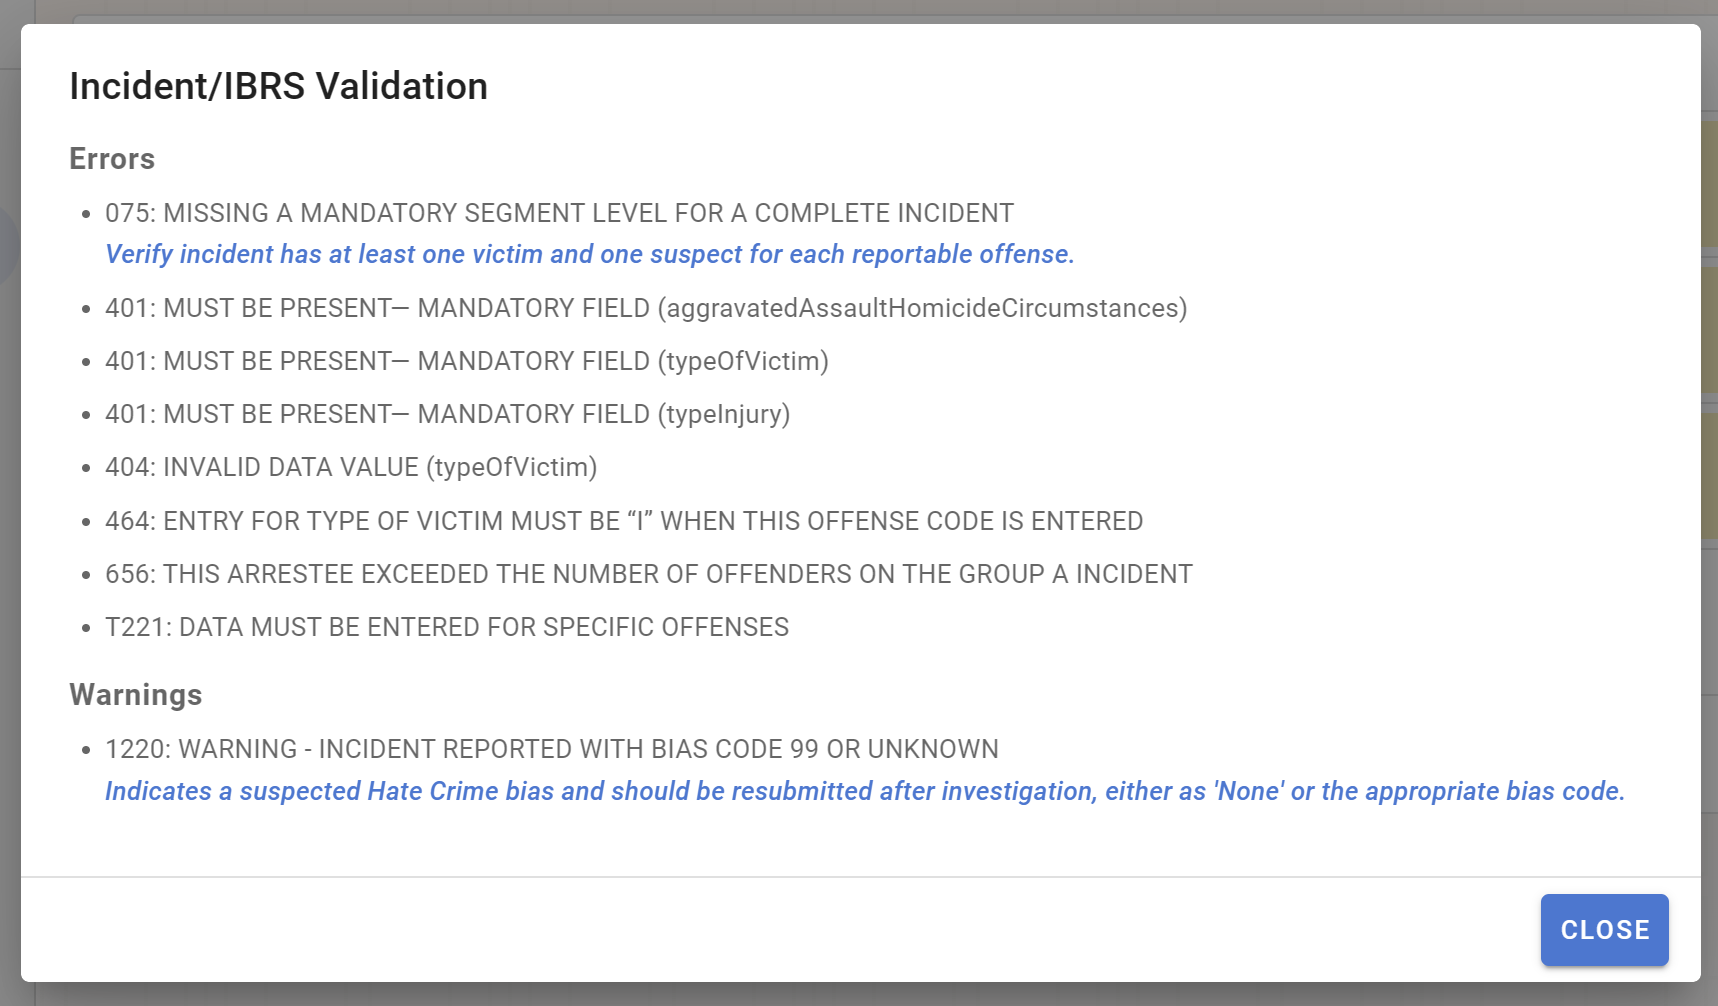 Incident/IBRS Validation
Errors
• 075: MISSING A MANDATORY SEGMENT LEVEL FOR A COMPLETE INCIDENT
Verify incident has at least one victim and one suspect for each reportable offense.
• 401: MUST BE PRESENT— MANDATORY FIELD (aggravatedAssaultHomicideCircumstances)
• 401: MUST BE PRESENT— MANDATORY FIELD (typeOfVictim)
• 401: MUST BE PRESENT— MANDATORY FIELD (typeInjury)
• 404: INVALID DATA VALUE (typeOfVictim)
• 464: ENTRY FOR TYPE OF VICTIM MUST BE “I” WHEN THIS OFFENSE CODE IS ENTERED
• 656: THIS ARRESTEE EXCEEDED THE NUMBER OF OFFENDERS ON THE GROUP A INCIDENT
• T221: DATA MUST BE ENTERED FOR SPECIFIC OFFENSES
Warnings
• 1220: WARNING - INCIDENT REPORTED WITH BIAS CODE 99 OR UNKNOWN
Indicates a suspected Hate Crime bias and should be resubmitted after investigation, either as 'None' or the appropriate bias code.
CLOSE